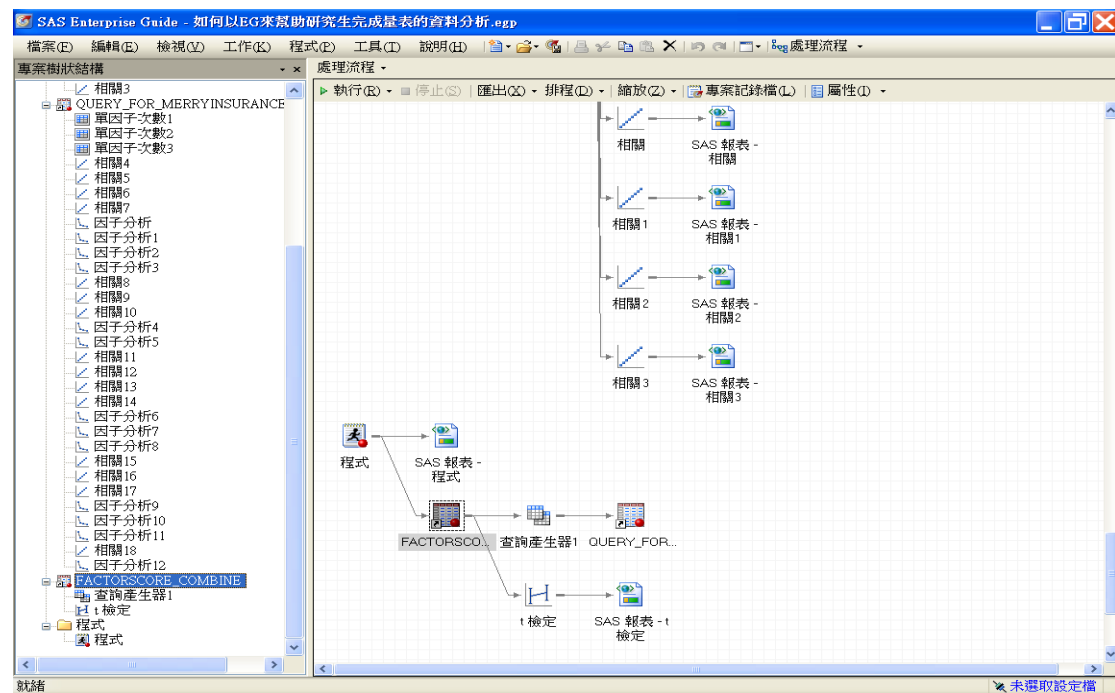 SAS Enterprise Guide - 如何以EG來幫助研究生完成量表的資料分析.egp
檔案(F) 編輯(E) 檢視(V) 工作(K) 程式(P) 工具(T) 說明(H) 處理流程
專案樹狀結構
相關3
QUERY_FOR_MERRYINSURANCE
單因子次數1
單因子次數2
單因子次數3
相關4
相關5
相關6
相關7
因子分析
因子分析1
因子分析2
因子分析3
相關8
相關9
相關10
因子分析4
因子分析5
相關11
相關12
相關13
相關14
因子分析6
因子分析7
因子分析8
相關15
相關16
相關17
因子分析9
因子分析10
因子分析11
相關18
因子分析12
FACTORSCORE_COMBINE
查詢產生器1
t 檢定
程式
程式
處理流程
執行(R) 停止(S) 匯出(X) 排程(D) 縮放(Z) 專案記錄檔(L) 屬性(I)
相關
SAS 報表 -
相關
相關1
SAS 報表 -
相關1
相關2
SAS 報表 -
相關2
相關3
SAS 報表 -
相關3
程式
SAS 報表 -
程式
FACTORSCO...
查詢產生器1
QUERY_FOR...
t 檢定
SAS 報表 - t
檢定
就緒
未選取設定檔